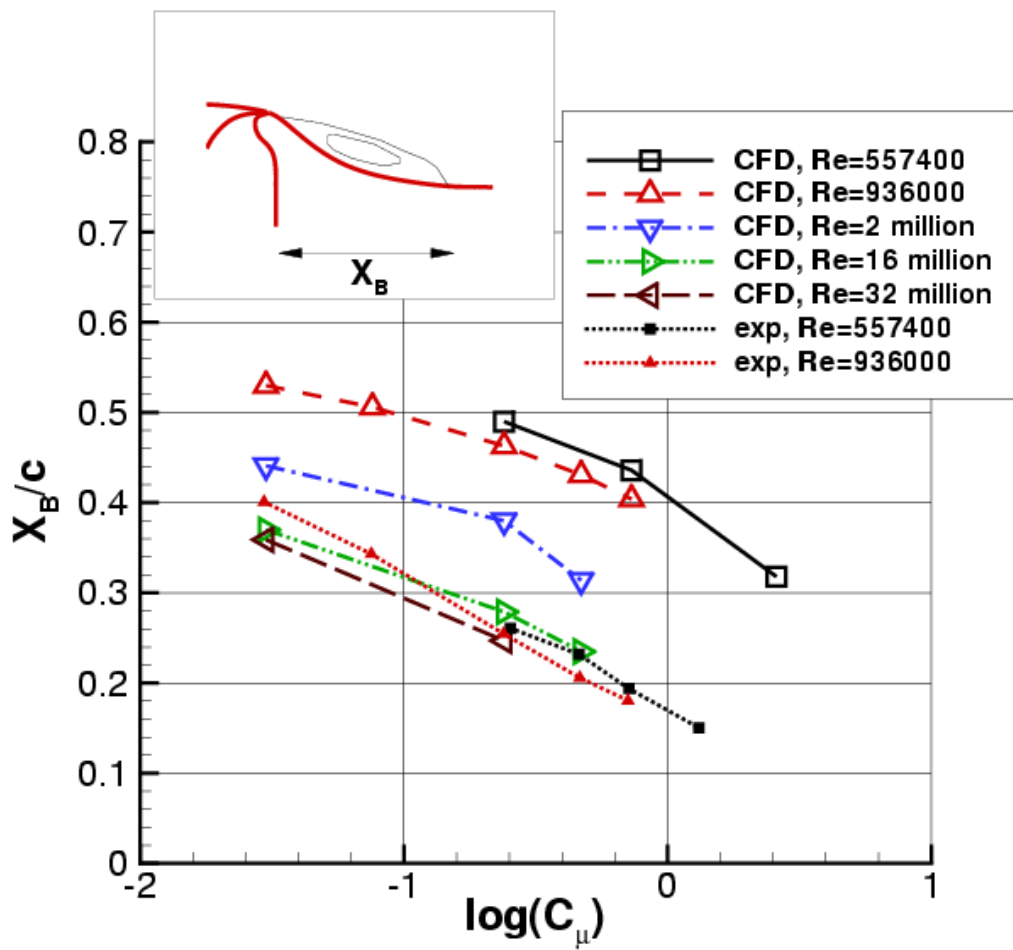 X_B
CFD, Re=557400
CFD, Re=936000
CFD, Re=2 million
CFD, Re=16 million
CFD, Re=32 million
exp, Re=557400
exp, Re=936000
0.8
0.7
0.6
0.5
0.4
0.3
0.2
0.1
0
X_B/c
-2 -1 0 1
log(C_μ)